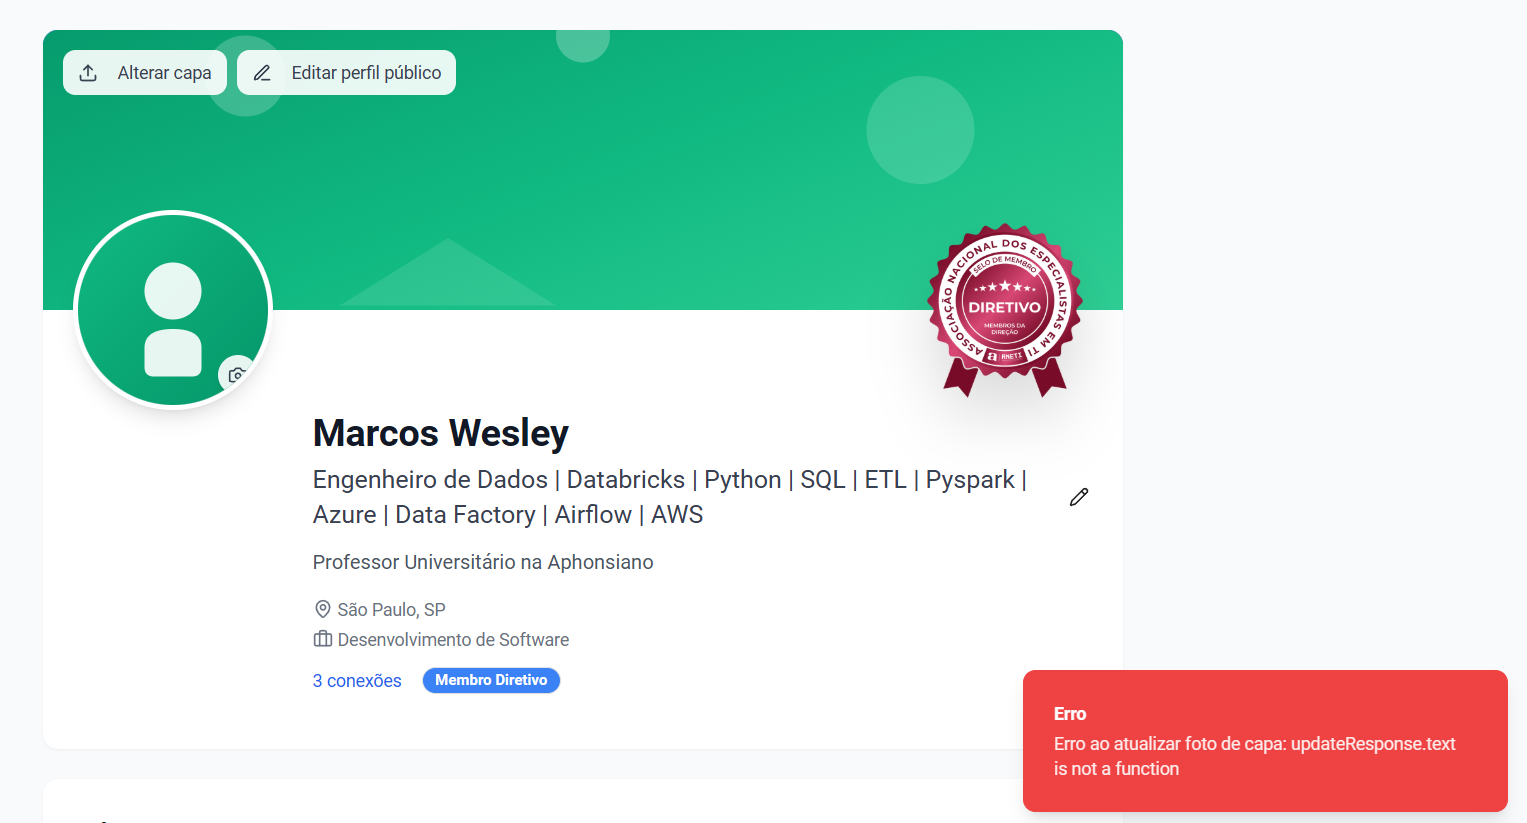 Alterar capa
Editar perfil público
ASSOCIAÇÃO NACIONAL DOS ESPECIALISTAS EM TI
SELO DE MEMBRO
DIRETIVO
MEMBROS DA
DIREÇÃO
a ANETI
Marcos Wesley
Engenheiro de Dados | Databricks | Python | SQL | ETL | Pyspark |
Azure | Data Factory | Airflow | AWS
Professor Universitário na Aphonsiano
São Paulo, SP
Desenvolvimento de Software
3 conexões
Membro Diretivo
Erro
Erro ao atualizar foto de capa: updateResponse.text
is not a function